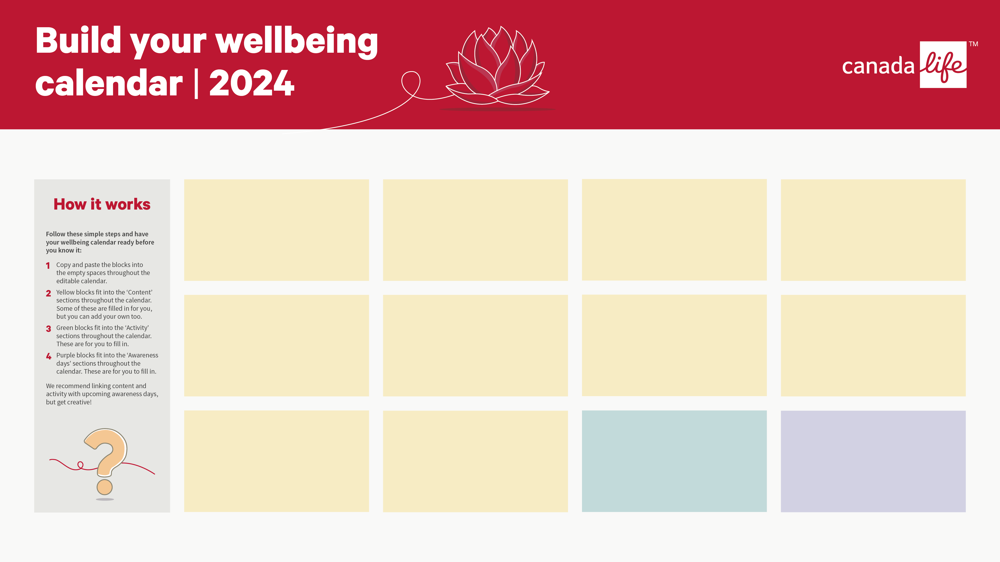 Build your wellbeing
calendar | 2024
canada life™
How it works
Follow these simple steps and have
your wellbeing calendar ready before
you know it:
1 Copy and paste the blocks into
the empty spaces throughout the
editable calendar.
2 Yellow blocks fit into the ‘Content’
sections throughout the calendar.
Some of these are filled in for you,
but you can add your own too.
3 Green blocks fit into the ‘Activity’
sections throughout the calendar.
These are for you to fill in.
4 Purple blocks fit into the ‘Awareness
days’ sections throughout the
calendar. These are for you to fill in.
We recommend linking content and
activity with upcoming awareness days,
but get creative!